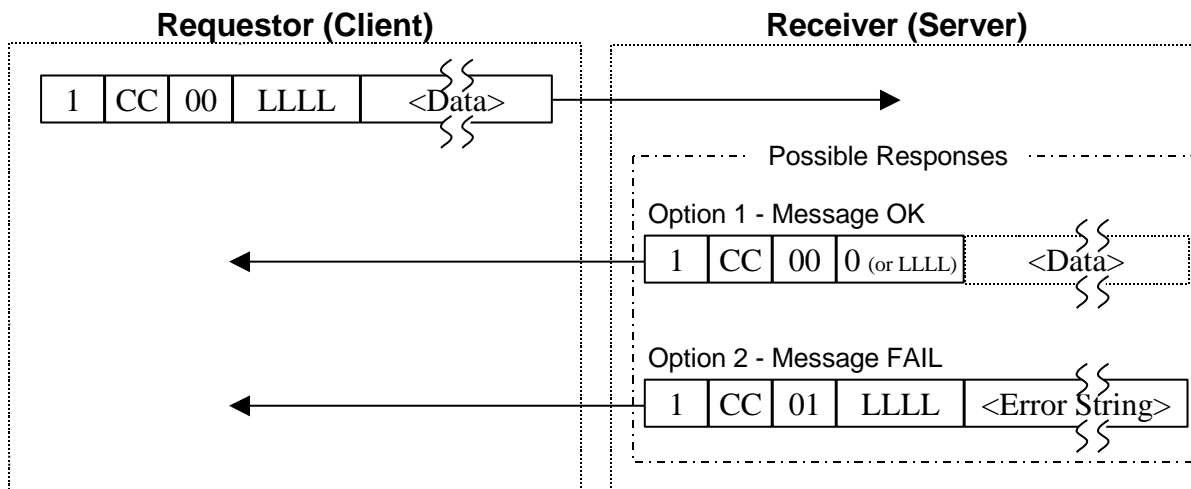 Requestor (Client)
Receiver (Server)
1 CC 00 LLLL <Data>
Possible Responses
Option 1 - Message OK
1 CC 00 0 (or LLLL) <Data>
Option 2 - Message FAIL
1 CC 01 LLLL <Error String>